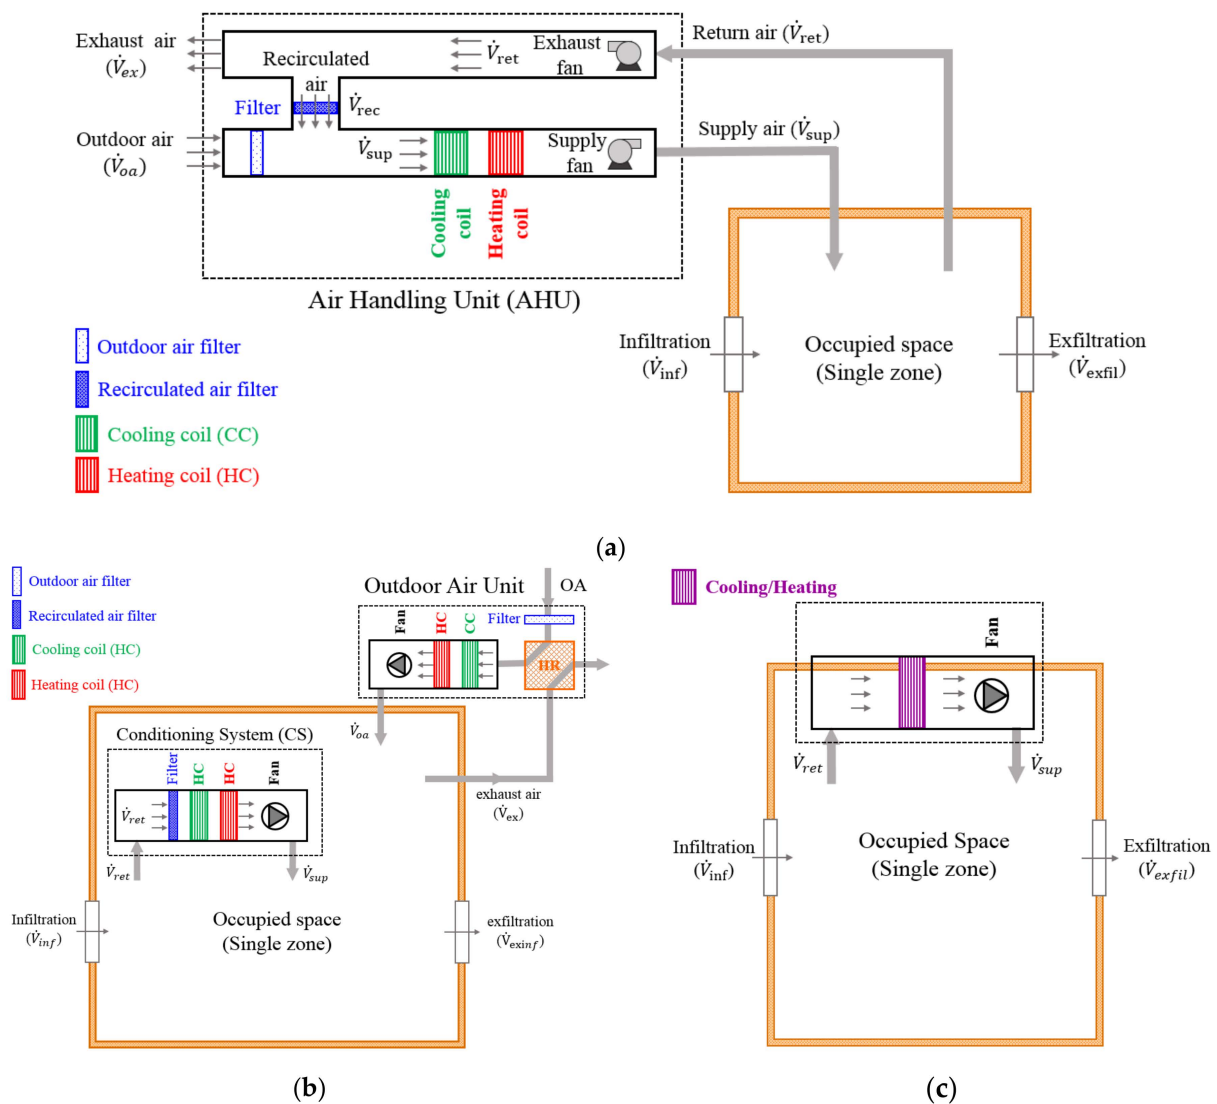 Exhaust air
(V̇ex)
Recirculated
air
V̇rec
V̇ret
Exhaust
fan
Return air (V̇ret)
Filter
Outdoor air
(V̇oa)
V̇sup
Supply
fan
Supply air (V̇sup)
Cooling
coil
Heating
coil
Air Handling Unit (AHU)
Outdoor air filter
Recirculated air filter
Cooling coil (CC)
Heating coil (HC)
Infiltration
(V̇inf)
Occupied space
(Single zone)
Exfiltration
(V̇exfil)
(a)
Outdoor air filter
Recirculated air filter
Cooling coil (HC)
Heating coil (HC)
Outdoor Air Unit
OA
Fan
HC
CC
Filter
HR
V̇oa
Conditioning System (CS)
Filter
HC
HC
Fan
V̇ret
V̇ret
V̇sup
exhaust air
(V̇ex)
Infiltration
(V̇inf)
Occupied space
(Single zone)
exfiltration
(V̇exinf)
(b)
Cooling/Heating
Fan
V̇ret
V̇sup
Infiltration
(V̇inf)
Occupied Space
(Single zone)
Exfiltration
(V̇exfil)
(c)